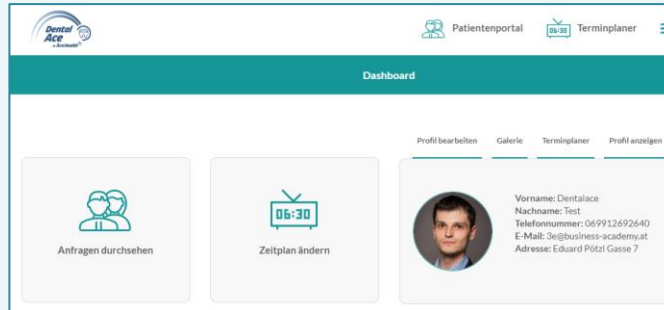 Dental
Ace
Patientenportal
06:30
Terminplaner
Dashboard
Profil bearbeiten
Galerie
Terminplaner
Profil anzeigen
Anfragen durchsehen
06:30
Zeitplan ändern
Vorname: Dentalace
Nachname: Test
Telefonnummer: 069912692640
E-Mail: 3e@business-academy.at
Adresse: Eduard Pötzl Gasse 7